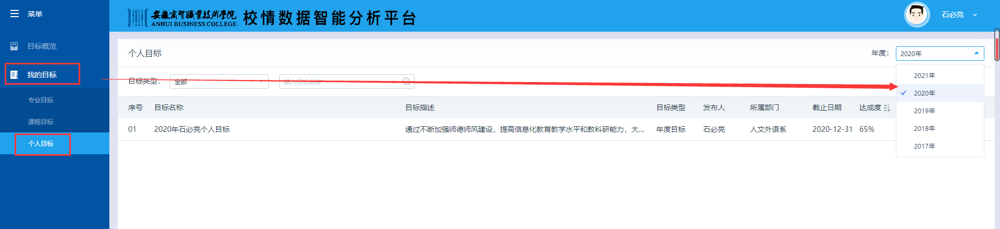 菜单
安徽商贸职业技术学院
ANHUI BUSINESS COLLEGE
校情数据智能分析平台
石必亮
目标概览
我的目标
专业目标
课程目标
个人目标
个人目标
年度： 2020年
2021年
2020年
2019年
2018年
2017年
目标类型： 全部 输入目标名称
序号 目标名称 目标描述 目标类型 发布人 所属部门 截止日期 达成度
01 2020年石必亮个人目标 通过不断加强师德师风建设，提高信息化教育教学水平和教科研能力，大... 年度目标 石必亮 人文外语系 2020-12-31 65%